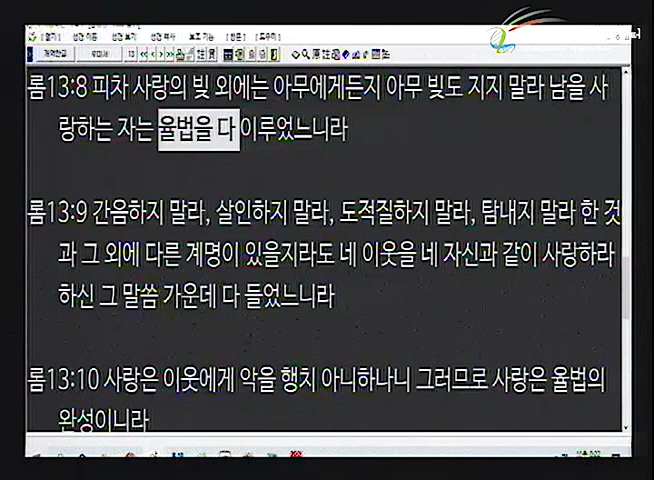 개역한글
로마서
13
롬13:8 피차 사랑의 빚 외에는 아무에게든지 아무 빚도 지지 말라 남을 사
랑하는 자는 율법을 다 이루었느니라
롬13:9 간음하지 말라, 살인하지 말라, 도적질하지 말라, 탐내지 말라 한 것
과 그 외에 다른 계명이 있을지라도 네 이웃을 네 자신과 같이 사랑하라
하신 그 말씀 가운데 다 들었느니라
롬13:10 사랑은 이웃에게 악을 행치 아니하나니 그러므로 사랑은 율법의
완성이니라